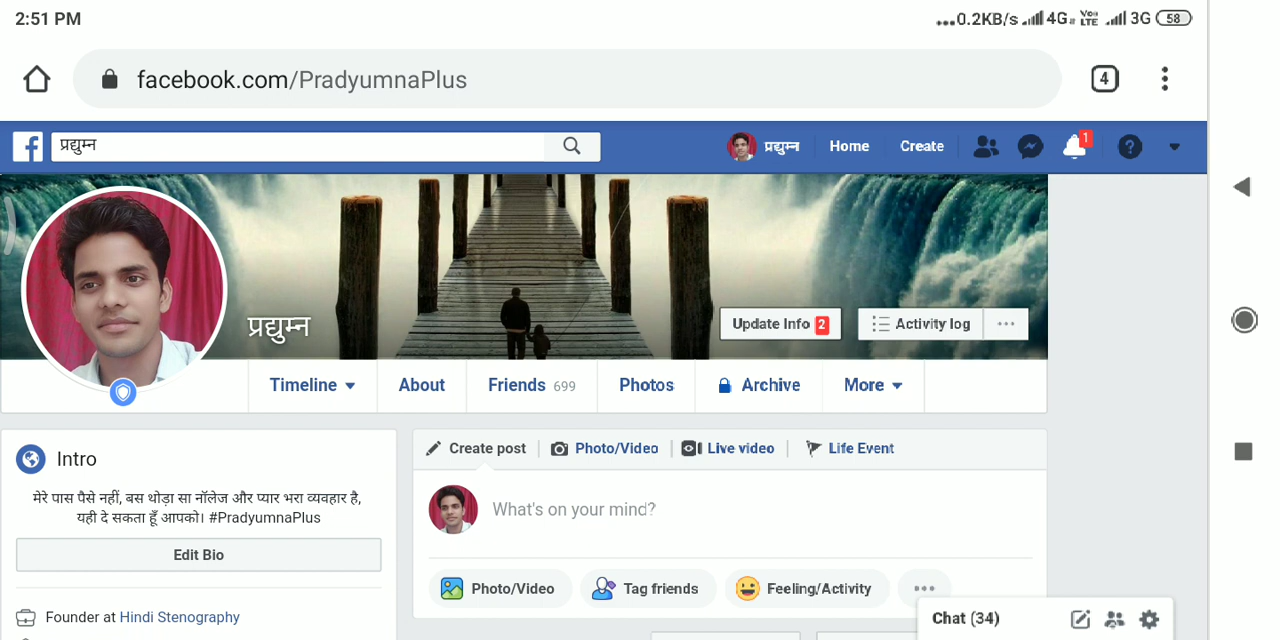 2:51 PM
0.2KB/s 4G Vo LTE 3G 58
facebook.com/PradyumnaPlus
4
प्रद्युम्न
प्रद्युम्न Home Create 1
प्रद्युम्न
Update Info 2 Activity log
Timeline About Friends 699 Photos Archive More
Intro
मेरे पास पैसे नहीं, बस थोड़ा सा नॉलेज और प्यार भरा व्यवहार है,
यही दे सकता हूँ आपको। #PradyumnaPlus
Edit Bio
Founder at Hindi Stenography
Create post Photo/Video Live video Life Event
What's on your mind?
Photo/Video Tag friends Feeling/Activity
Chat (34)